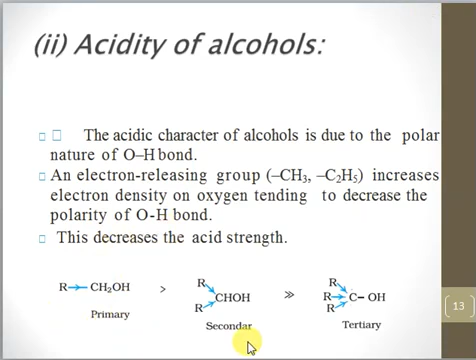 (ii) Acidity of alcohols:
The acidic character of alcohols is due to the polar
nature of O–H bond.
An electron-releasing group (–CH₃, –C₂H₅) increases
electron density on oxygen tending to decrease the
polarity of O-H bond.
This decreases the acid strength.
R CH₂OH > R R CHOH ≫ R R R C– OH
Primary Secondar Tertiary
13